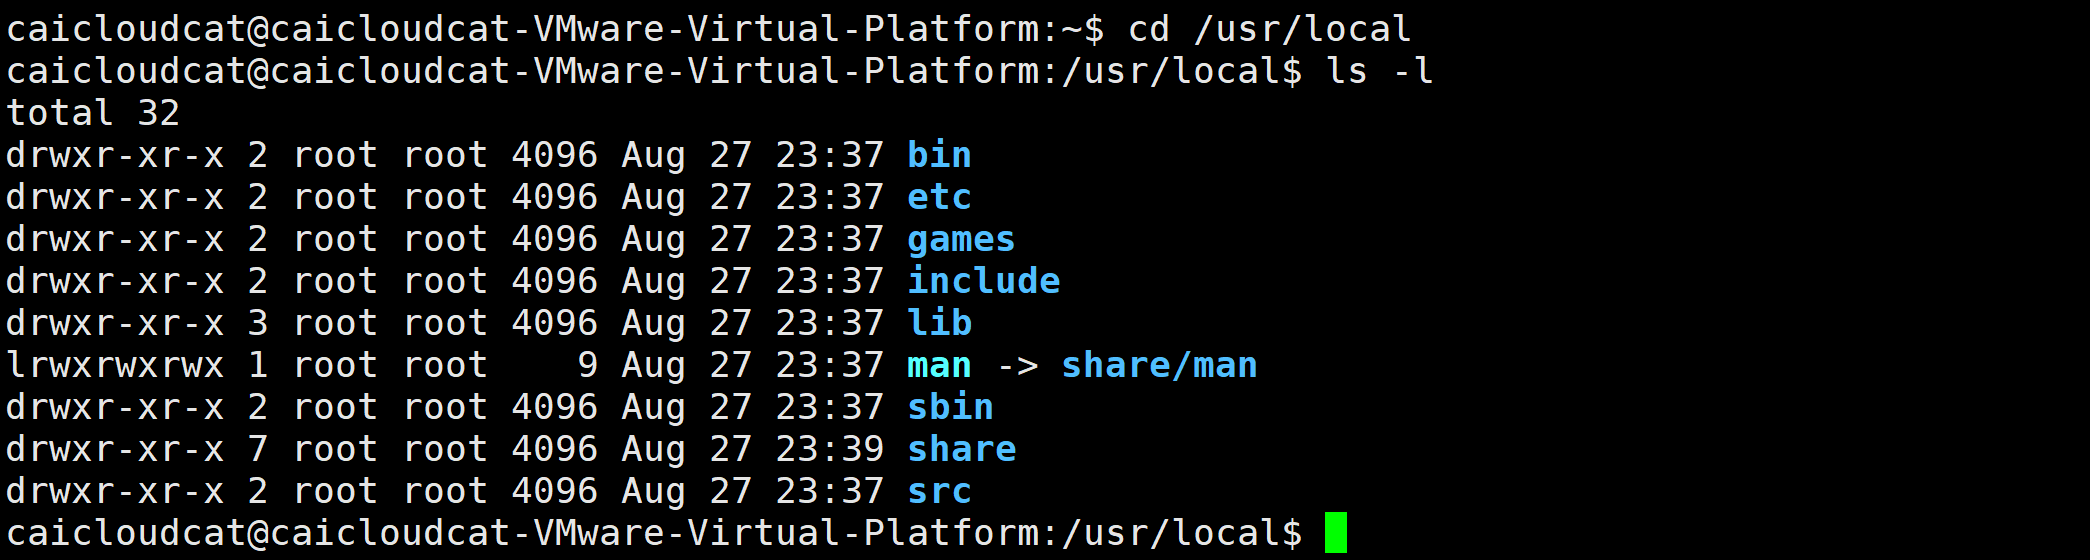 caicloudcat@caicloudcat-VMware-Virtual-Platform:~$ cd /usr/local
caicloudcat@caicloudcat-VMware-Virtual-Platform:/usr/local$ ls -l
total 32
drwxr-xr-x 2 root root 4096 Aug 27 23:37 bin
drwxr-xr-x 2 root root 4096 Aug 27 23:37 etc
drwxr-xr-x 2 root root 4096 Aug 27 23:37 games
drwxr-xr-x 2 root root 4096 Aug 27 23:37 include
drwxr-xr-x 3 root root 4096 Aug 27 23:37 lib
lrwxrwxrwx 1 root root    9 Aug 27 23:37 man -> share/man
drwxr-xr-x 2 root root 4096 Aug 27 23:37 sbin
drwxr-xr-x 7 root root 4096 Aug 27 23:39 share
drwxr-xr-x 2 root root 4096 Aug 27 23:37 src
caicloudcat@caicloudcat-VMware-Virtual-Platform:/usr/local$